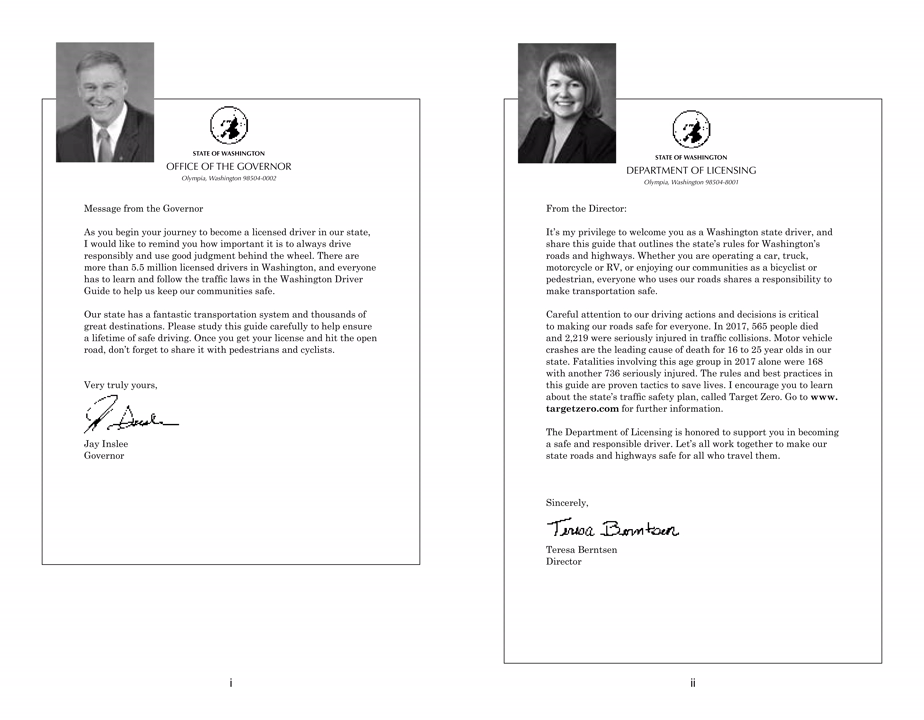 STATE OF WASHINGTON
OFFICE OF THE GOVERNOR
Olympia, Washington 98504-0002
Message from the Governor
As you begin your journey to become a licensed driver in our state,
I would like to remind you how important it is to always drive
responsibly and use good judgment behind the wheel. There are
more than 5.5 million licensed drivers in Washington, and everyone
has to learn and follow the traffic laws in the Washington Driver
Guide to help us keep our communities safe.
Our state has a fantastic transportation system and thousands of
great destinations. Please study this guide carefully to help ensure
a lifetime of safe driving. Once you get your license and hit the open
road, don't forget to share it with pedestrians and cyclists.
Very truly yours,
Jay Inslee
Governor
i
STATE OF WASHINGTON
DEPARTMENT OF LICENSING
Olympia, Washington 98504-8001
From the Director:
It's my privilege to welcome you as a Washington state driver, and
share this guide that outlines the state's rules for Washington's
roads and highways. Whether you are operating a car, truck,
motorcycle or RV, or enjoying our communities as a bicyclist or
pedestrian, everyone who uses our roads shares a responsibility to
make transportation safe.
Careful attention to our driving actions and decisions is critical
to making our roads safe for everyone. In 2017, 565 people died
and 2,219 were seriously injured in traffic collisions. Motor vehicle
crashes are the leading cause of death for 16 to 25 year olds in our
state. Fatalities involving this age group in 2017 alone were 168
with another 736 seriously injured. The rules and best practices in
this guide are proven tactics to save lives. I encourage you to learn
about the state's traffic safety plan, called Target Zero. Go to www.
targetzero.com for further information.
The Department of Licensing is honored to support you in becoming
a safe and responsible driver. Let's all work together to make our
state roads and highways safe for all who travel them.
Sincerely,
Teresa Berntsen
Teresa Berntsen
Director
ii